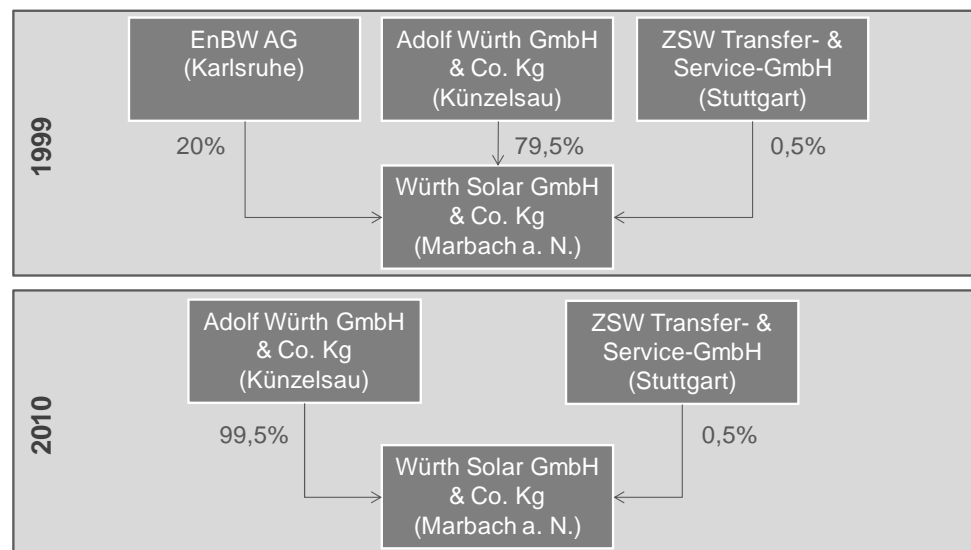 1999
EnBW AG
(Karlsruhe)
Adolf Würth GmbH
& Co. Kg
(Künzelsau)
ZSW Transfer- &
Service-GmbH
(Stuttgart)
20%
79,5%
0,5%
Würth Solar GmbH
& Co. Kg
(Marbach a. N.)
2010
Adolf Würth GmbH
& Co. Kg
(Künzelsau)
ZSW Transfer- &
Service-GmbH
(Stuttgart)
99,5%
0,5%
Würth Solar GmbH
& Co. Kg
(Marbach a. N.)